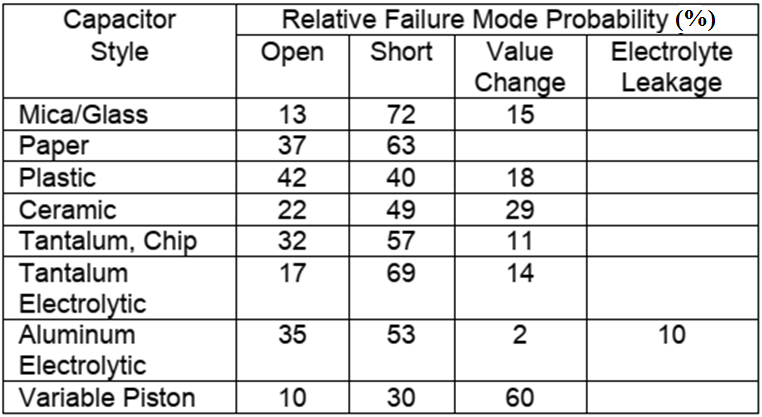 Capacitor Relative Failure Mode Probability (%)
Style Open Short Value Electrolyte
Change Leakage
Mica/Glass 13 72 15
Paper 37 63
Plastic 42 40 18
Ceramic 22 49 29
Tantalum, Chip 32 57 11
Tantalum 17 69 14
Electrolytic
Aluminum 35 53 2 10
Electrolytic
Variable Piston 10 30 60